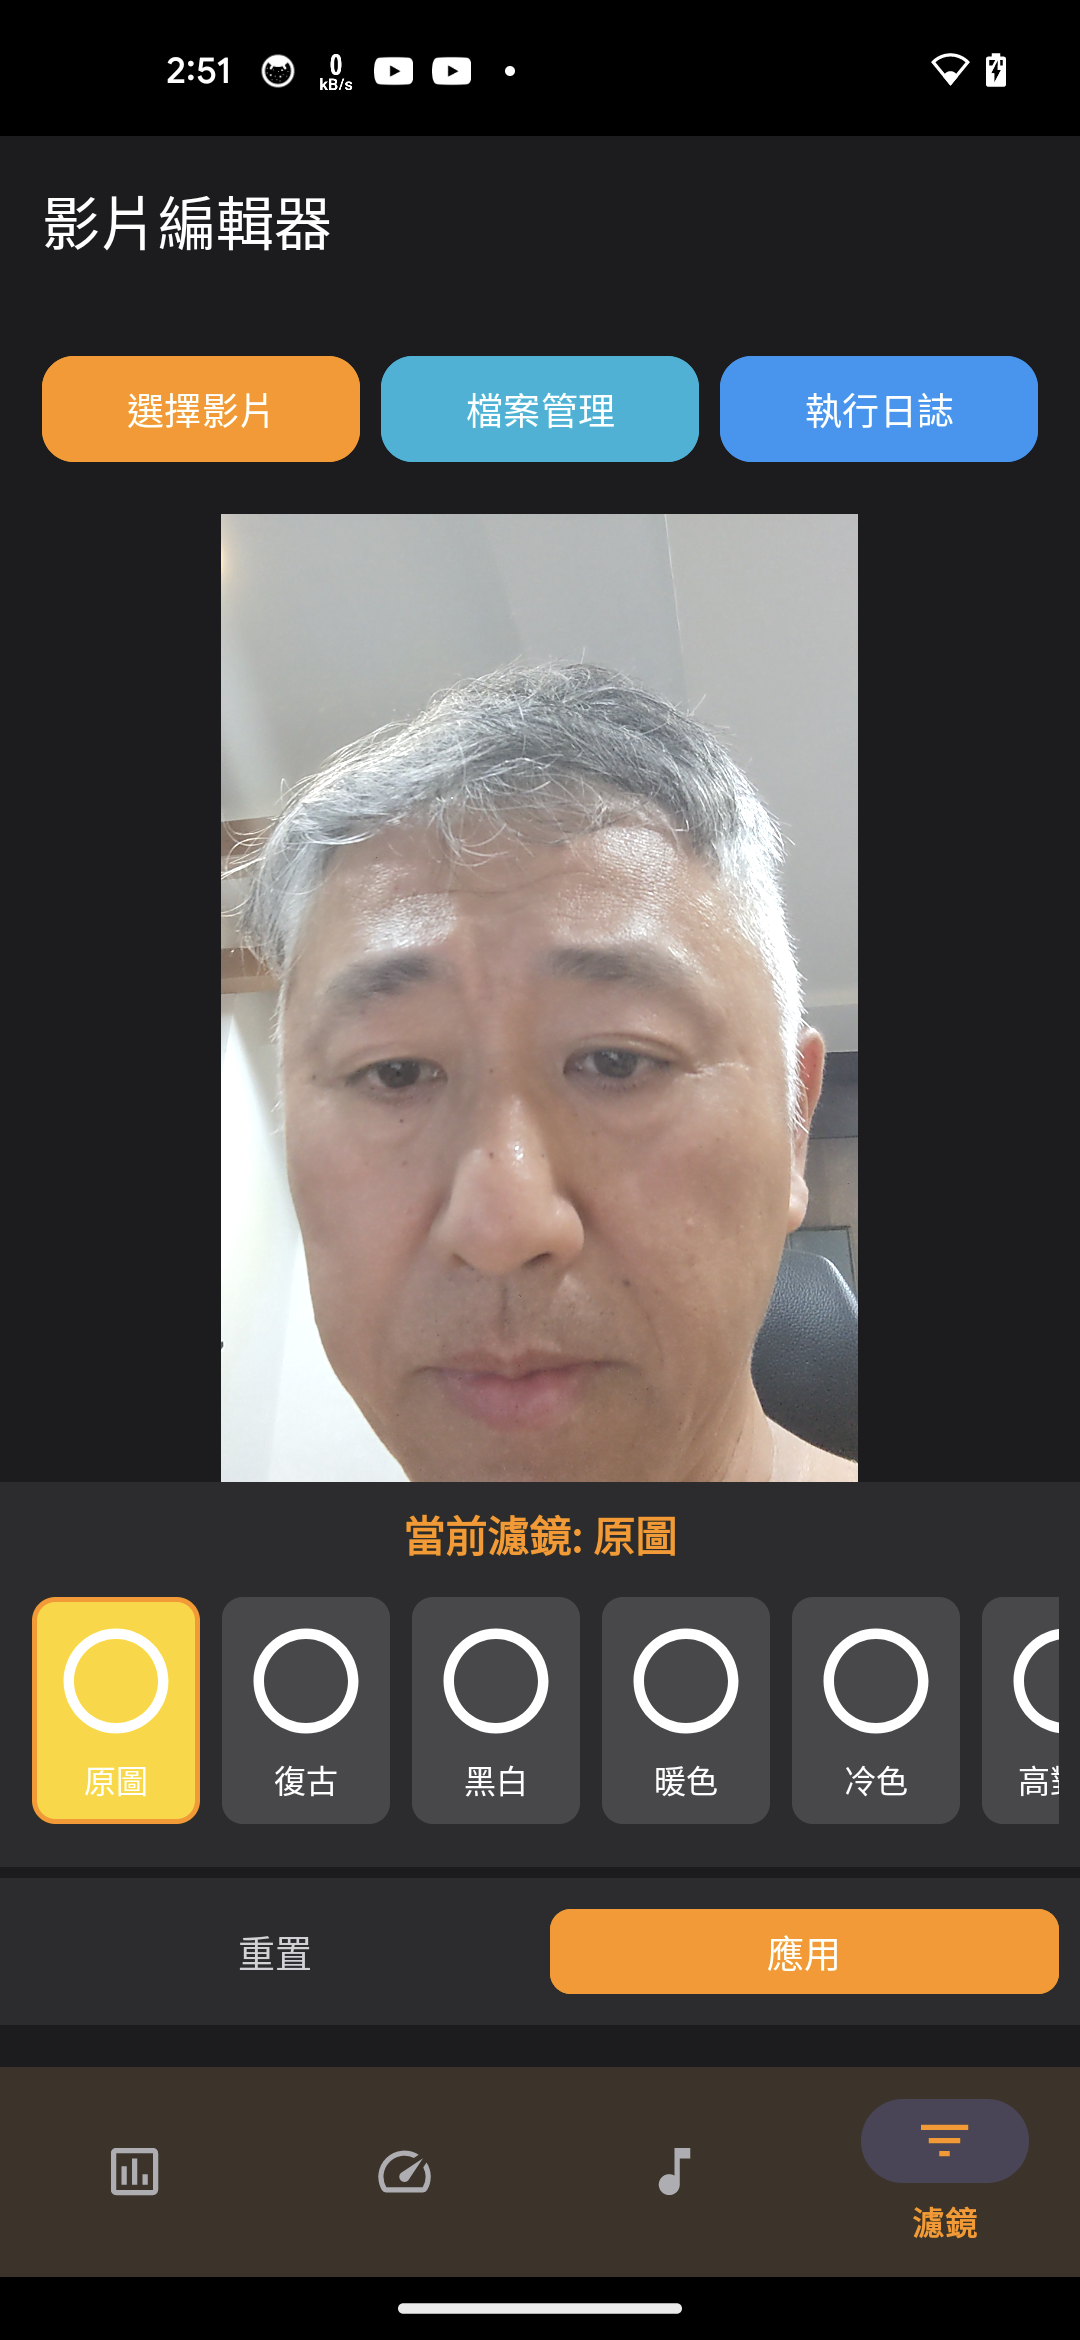 2:51
0
kB/s
影片編輯器
選擇影片
檔案管理
執行日誌
當前濾鏡: 原圖
原圖
復古
黑白
暖色
冷色
高
重置
應用
濾鏡